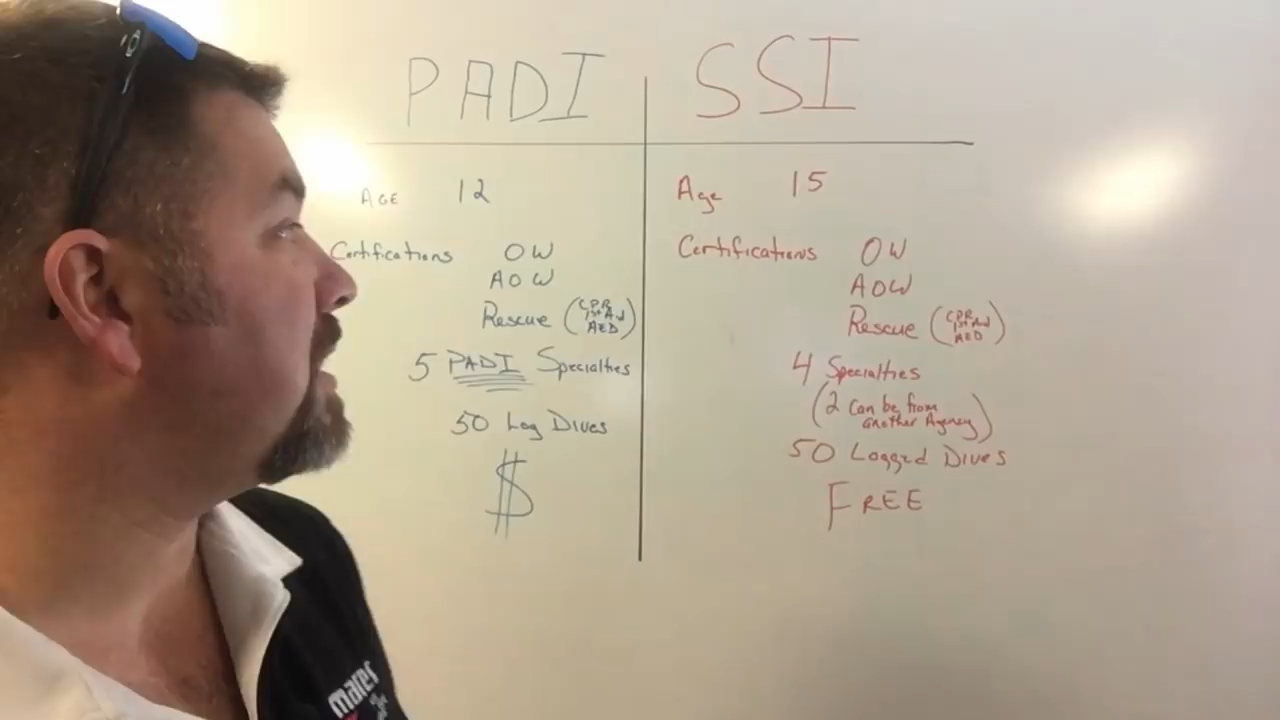 PADI
AGE 12
Certifications OW
AOW
Rescue (CPR
1st Aid
AED)
5 PADI Specialties
50 Log Dives
$
SSI
Age 15
Certifications OW
AOW
Rescue (CPR
1st Aid
AED)
4 Specialties
(2 can be from
another Agency)
50 Logged Dives
FREE
mares